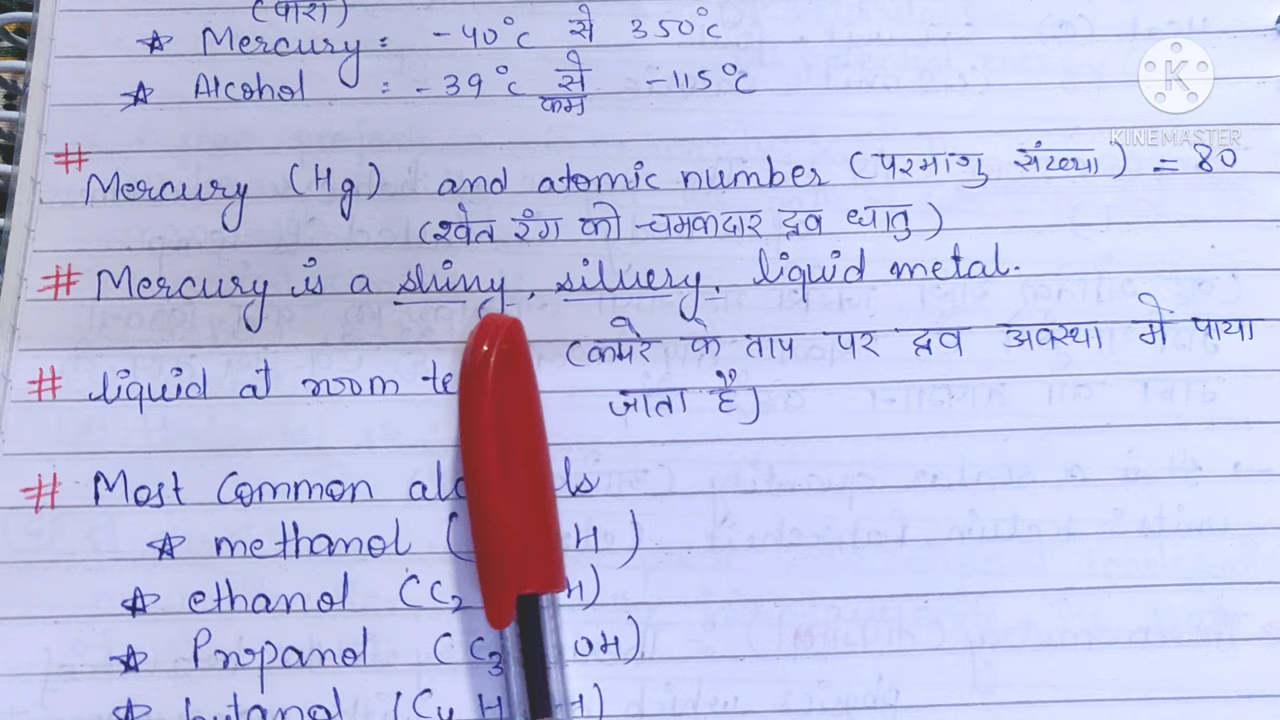 (पारा)
☆ Mercury: -40°c से 350°c
☆ Alcohol := -39°c से -115°c
कम
KINEMASTER
# Mercury (Hg) and atomic number (परमाणु संख्या) = 80
(श्वेत रंग की चमकदार द्रव धातु)
# Mercury is a shiny, silvery, liquid metal.
(कमरे के ताप पर द्रव अवस्था मे पाया
# liquid at room
जाता है)
# Most Common
☆ methanol (
☆ ethanol (C2
☆ Propanol (C3 OH)
☆ butanol (C4 H